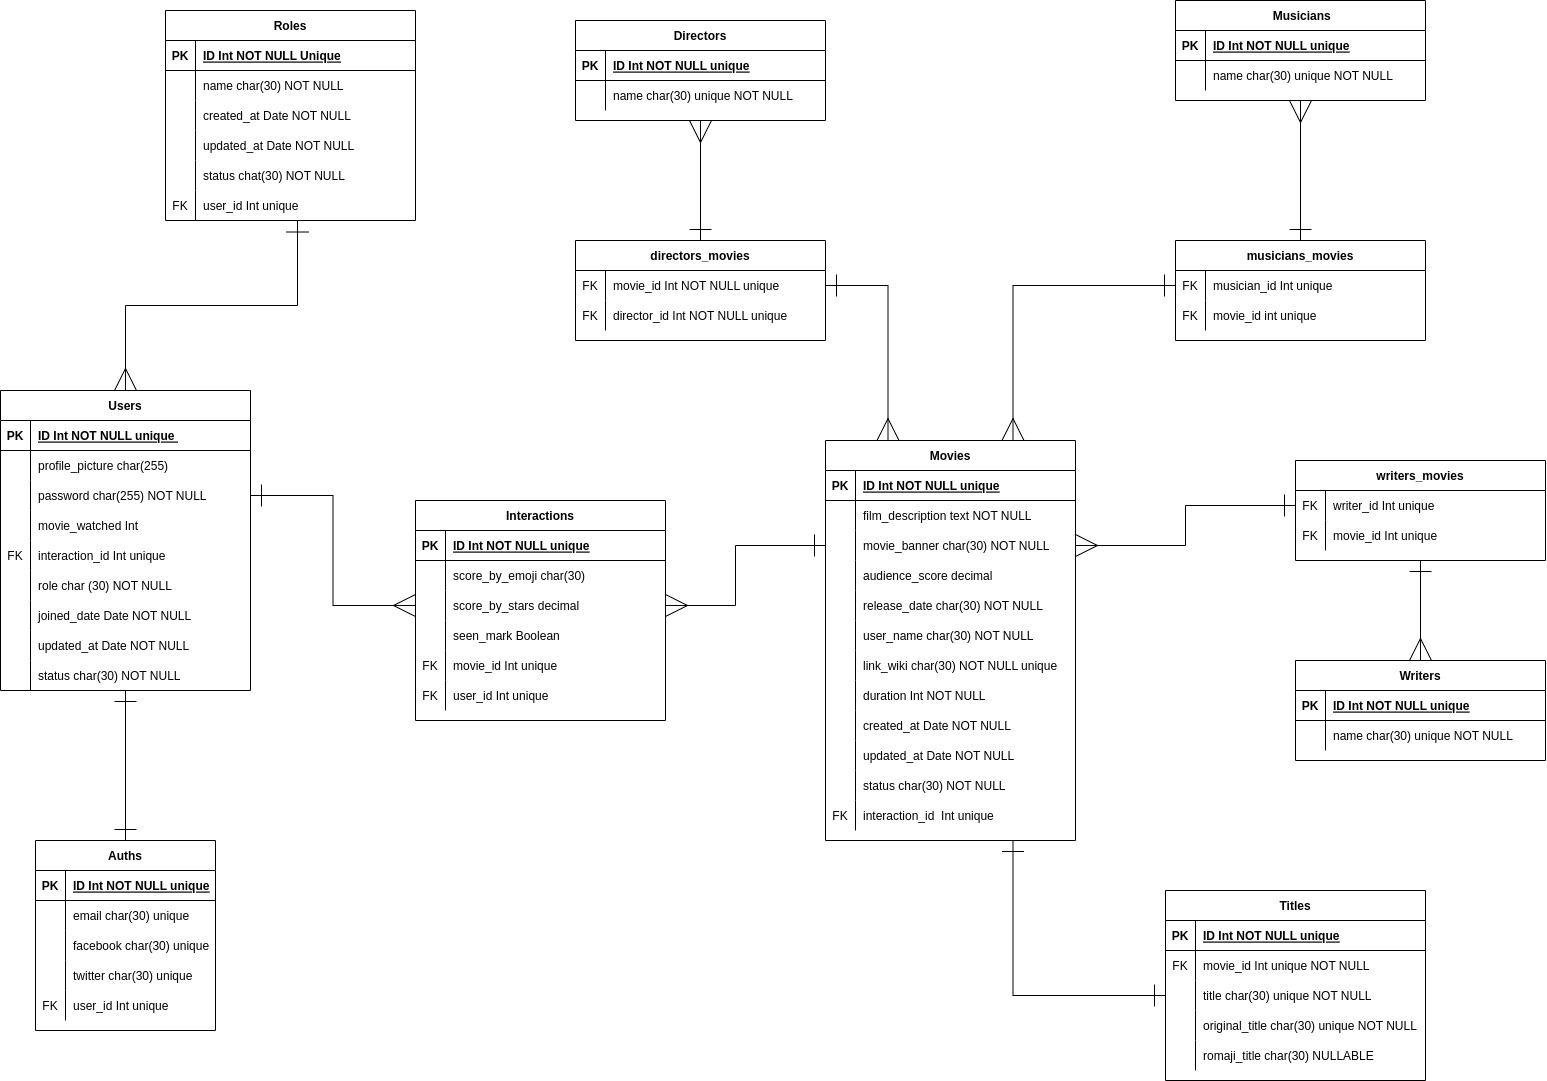 Roles
PK ID Int NOT NULL Unique
name char(30) NOT NULL
created_at Date NOT NULL
updated_at Date NOT NULL
status chat(30) NOT NULL
FK user_id Int unique
Directors
PK ID Int NOT NULL unique
name char(30) unique NOT NULL
Musicians
PK ID Int NOT NULL unique
name char(30) unique NOT NULL
directors_movies
FK movie_id Int NOT NULL unique
FK director_id Int NOT NULL unique
musicians_movies
FK musician_id Int unique
FK movie_id int unique
Users
PK ID Int NOT NULL unique
profile_picture char(255)
password char(255) NOT NULL
movie_watched Int
FK interaction_id Int unique
role char (30) NOT NULL
joined_date Date NOT NULL
updated_at Date NOT NULL
status char(30) NOT NULL
Interactions
PK ID Int NOT NULL unique
score_by_emoji char(30)
score_by_stars decimal
seen_mark Boolean
FK movie_id Int unique
FK user_id Int unique
Movies
PK ID Int NOT NULL unique
film_description text NOT NULL
movie_banner char(30) NOT NULL
audience_score decimal
release_date char(30) NOT NULL
user_name char(30) NOT NULL
link_wiki char(30) NOT NULL unique
duration Int NOT NULL
created_at Date NOT NULL
updated_at Date NOT NULL
status char(30) NOT NULL
FK interaction_id Int unique
writers_movies
FK writer_id Int unique
FK movie_id Int unique
Writers
PK ID Int NOT NULL unique
name char(30) unique NOT NULL
Auths
PK ID Int NOT NULL unique
email char(30) unique
facebook char(30) unique
twitter char(30) unique
FK user_id Int unique
Titles
PK ID Int NOT NULL unique
FK movie_id Int unique NOT NULL
title char(30) unique NOT NULL
original_title char(30) unique NOT NULL
romaji_title char(30) NULLABLE